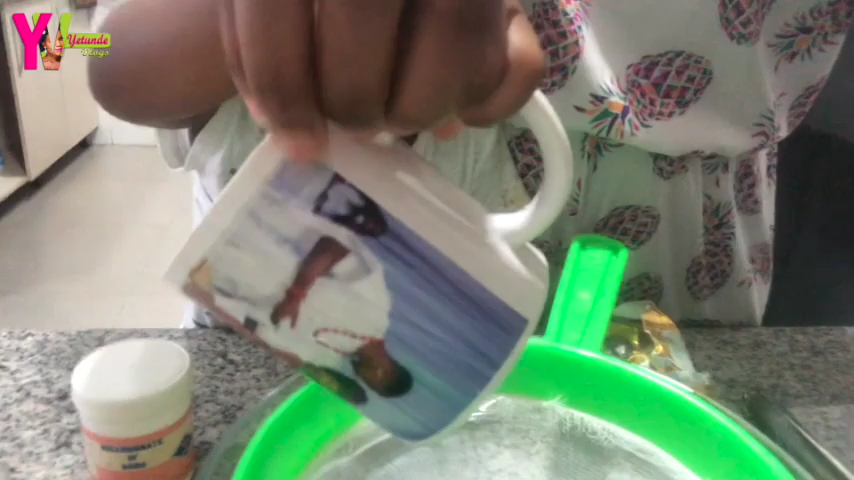 Yetunde
Vlogs
BICARBONATE
OF
SODA